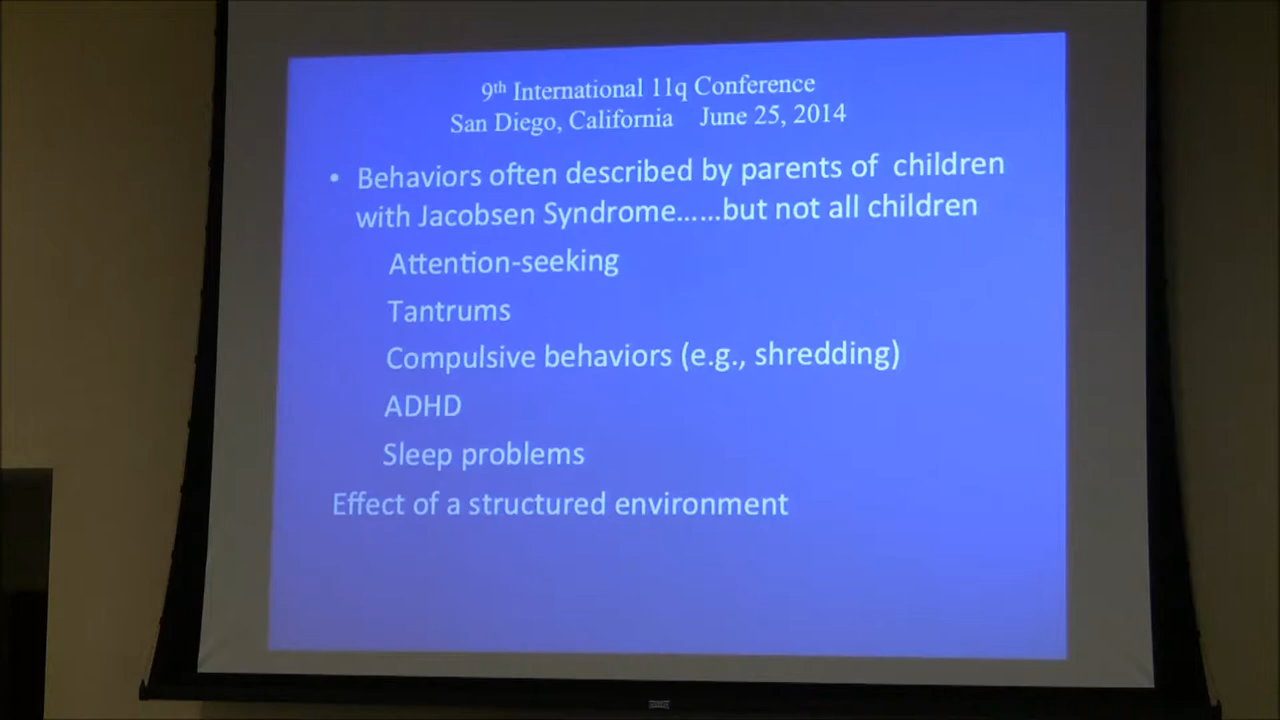 9th International 11q Conference
San Diego, California June 25, 2014
• Behaviors often described by parents of children
with Jacobsen Syndrome……but not all children
Attention-seeking
Tantrums
Compulsive behaviors (e.g., shredding)
ADHD
Sleep problems
Effect of a structured environment